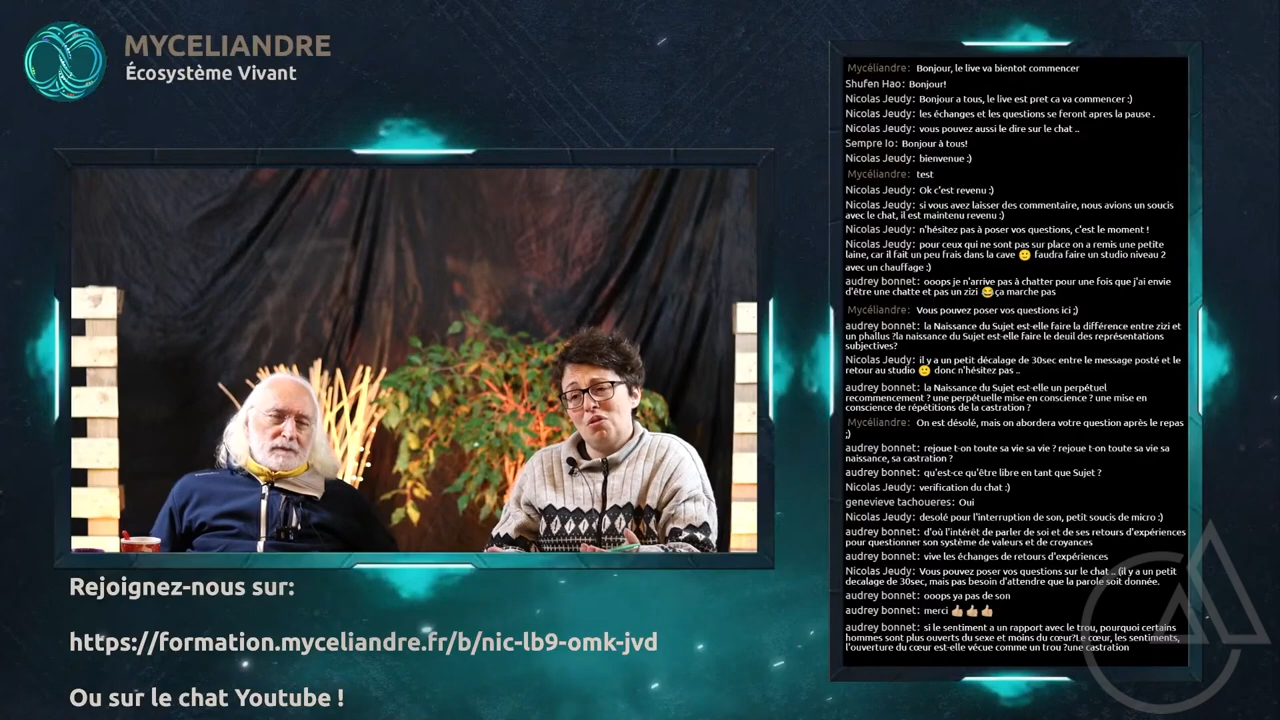 MYCELIANDRE
Écosystème Vivant
Mycéliandre: Bonjour, le live va bientot commencer
Shufen Hao: Bonjour!
Nicolas Jeudy: Bonjour a tous, le live est pret ca va commencer :)
Nicolas Jeudy: les échanges et les questions se feront apres la pause .
Nicolas Jeudy: vous pouvez aussi le dire sur le chat ..
Sempre Io: Bonjour à tous!
Nicolas Jeudy: bienvenue :)
Mycéliandre: test
Nicolas Jeudy: Ok c'est revenu :)
Nicolas Jeudy: si vous avez laisser des commentaire, nous avions un soucis
avec le chat, il est maintenu revenu :)
Nicolas Jeudy: n'hésitez pas à poser vos questions, c'est le moment !
Nicolas Jeudy: pour ceux qui ne sont pas sur place on a remis une petite
laine, car il fait un peu frais dans la cave 🙂 faudra faire un studio niveau 2
avec un chauffage :)
audrey bonnet: ooops je n'arrive pas à chatter pour une fois que j'ai envie
d'être une chatte et pas un zizi 😂ça marche pas
Mycéliandre: Vous pouvez poser vos questions ici ;)
audrey bonnet: la Naissance du Sujet est-elle faire la différence entre zizi et
un phallus ?la naissance du Sujet est-elle faire le deuil des représentations
subjectives?
Nicolas Jeudy: il y a un petit décalage de 30sec entre le message posté et le
retour au studio 🙂 donc n'hésitez pas ..
audrey bonnet: la Naissance du Sujet est-elle un perpétuel
recommencement ? une perpétuelle mise en conscience ? une mise en
conscience de répétitions de la castration ?
Mycéliandre: On est désolé, mais on abordera votre question après le repas
;)
audrey bonnet: rejoue t-on toute sa vie sa vie ? rejoue t-on toute sa vie sa
naissance, sa castration ?
audrey bonnet: qu'est-ce qu'être libre en tant que Sujet ?
Nicolas Jeudy: verification du chat :)
genevieve tachoueres: Oui
Nicolas Jeudy: desolé pour l'interruption de son, petit soucis de micro :)
audrey bonnet: d'où l'intérêt de parler de soi et de ses retours d'expériences
pour questionner son système de valeurs et de croyances
audrey bonnet: vive les échanges de retours d'expériences
Nicolas Jeudy: Vous pouvez poser vos questions sur le chat .. (il y a un petit
decalage de 30sec, mais pas besoin d'attendre que la parole soit donnée.
audrey bonnet: ooops ya pas de son
audrey bonnet: merci 👍🏼👍🏼👍🏼
audrey bonnet: si le sentiment a un rapport avec le trou, pourquoi certains
hommes sont plus ouverts du sexe et moins du cœur?Le cœur, les sentiments,
l'ouverture du cœur est-elle vécue comme un trou ?une castration
Rejoignez-nous sur:
https://formation.myceliandre.fr/b/nic-lb9-omk-jvd
Ou sur le chat Youtube !